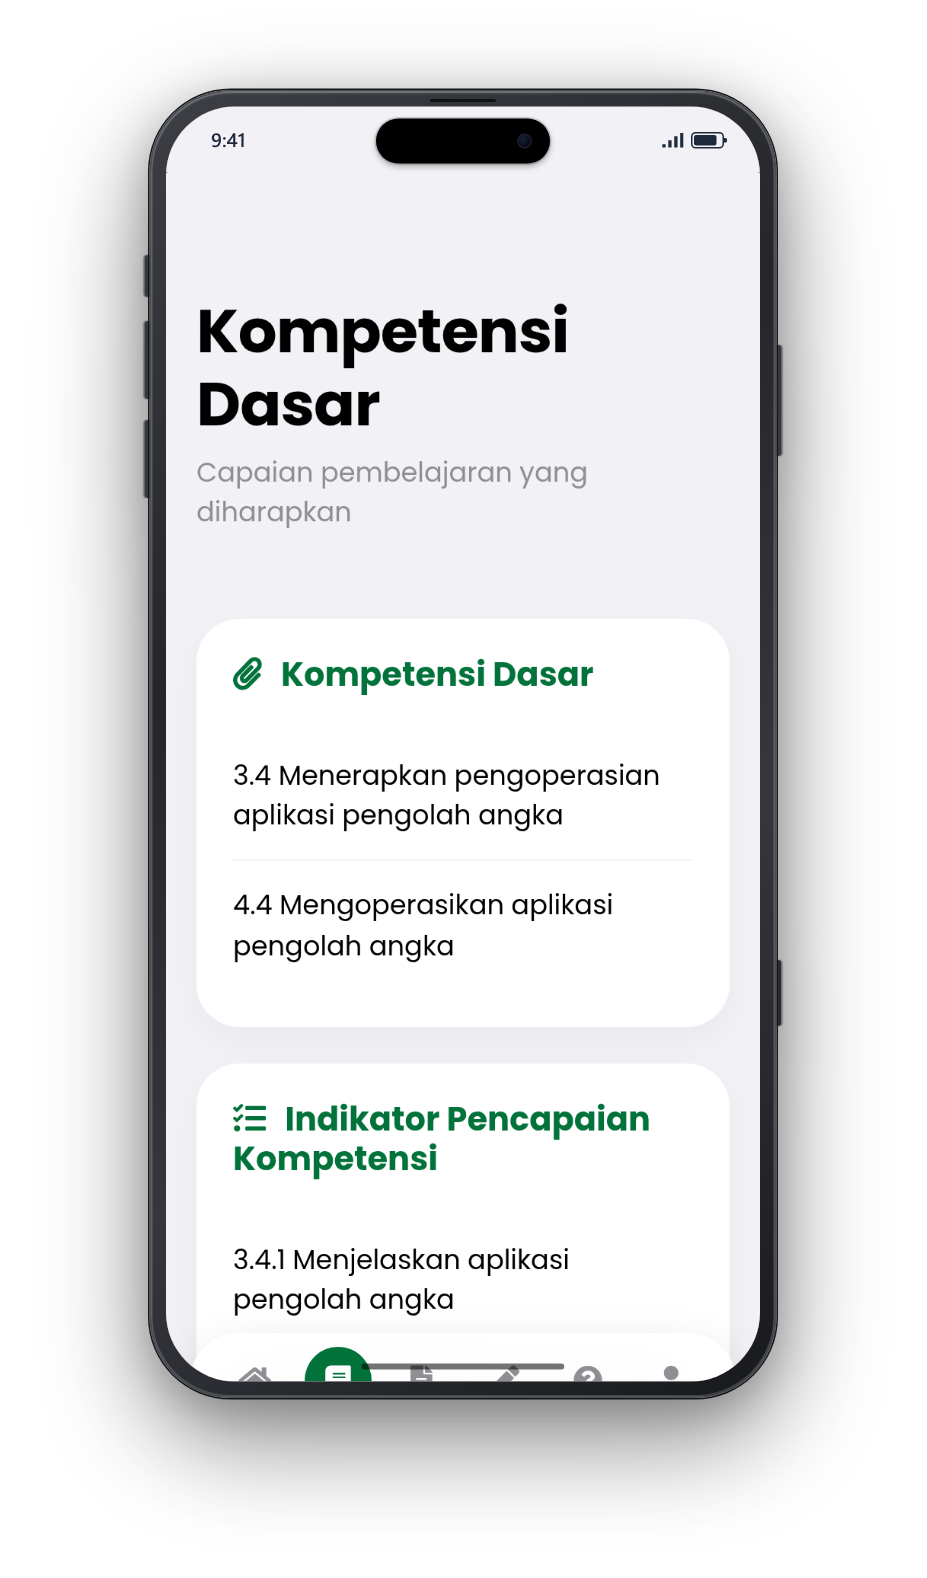 9:41
Kompetensi
Dasar
Capaian pembelajaran yang
diharapkan
Kompetensi Dasar
3.4 Menerapkan pengoperasian
aplikasi pengolah angka
4.4 Mengoperasikan aplikasi
pengolah angka
Indikator Pencapaian
Kompetensi
3.4.1 Menjelaskan aplikasi
pengolah angka